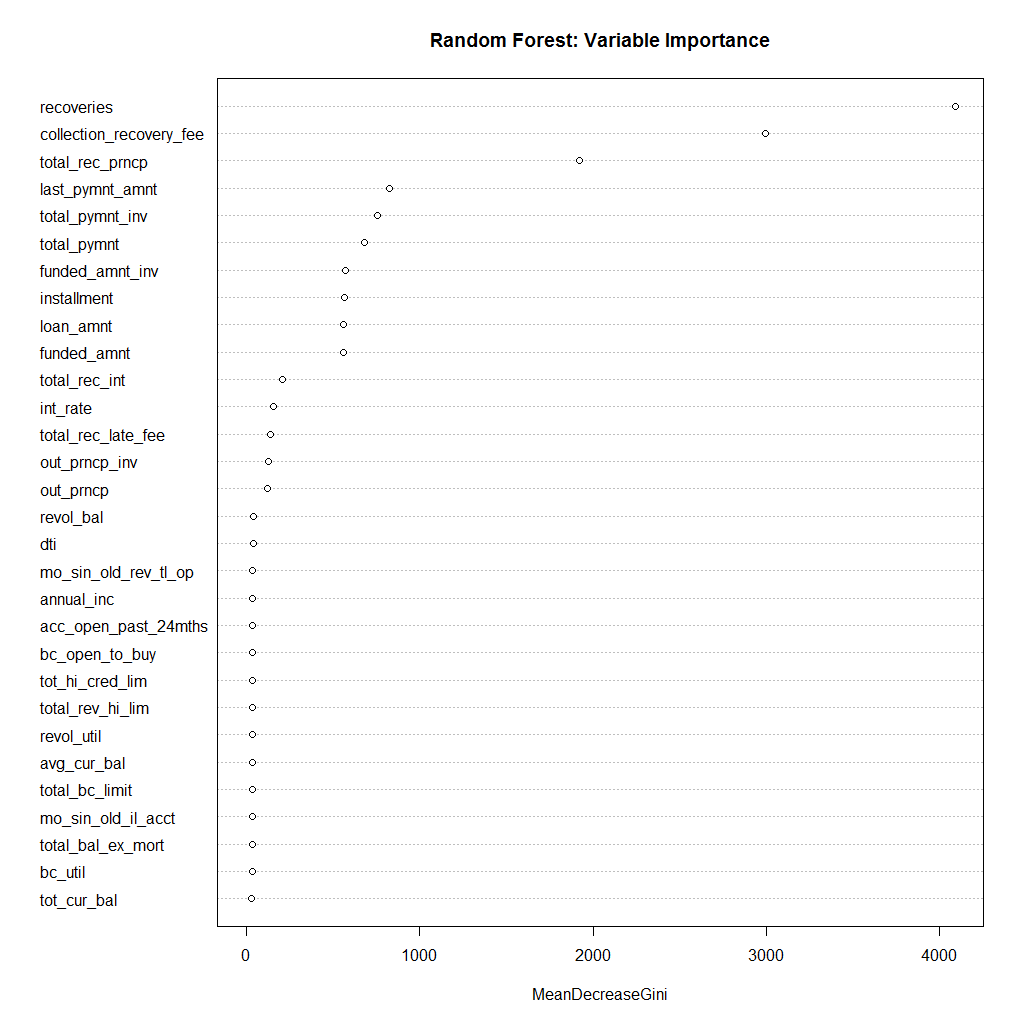 Random Forest: Variable Importance
recoveries
collection_recovery_fee
total_rec_prncp
last_pymnt_amnt
total_pymnt_inv
total_pymnt
funded_amnt_inv
installment
loan_amnt
funded_amnt
total_rec_int
int_rate
total_rec_late_fee
out_prncp_inv
out_prncp
revol_bal
dti
mo_sin_old_rev_tl_op
annual_inc
acc_open_past_24mths
bc_open_to_buy
tot_hi_cred_lim
total_rev_hi_lim
revol_util
avg_cur_bal
total_bc_limit
mo_sin_old_il_acct
total_bal_ex_mort
bc_util
tot_cur_bal
0 1000 2000 3000 4000
MeanDecreaseGini